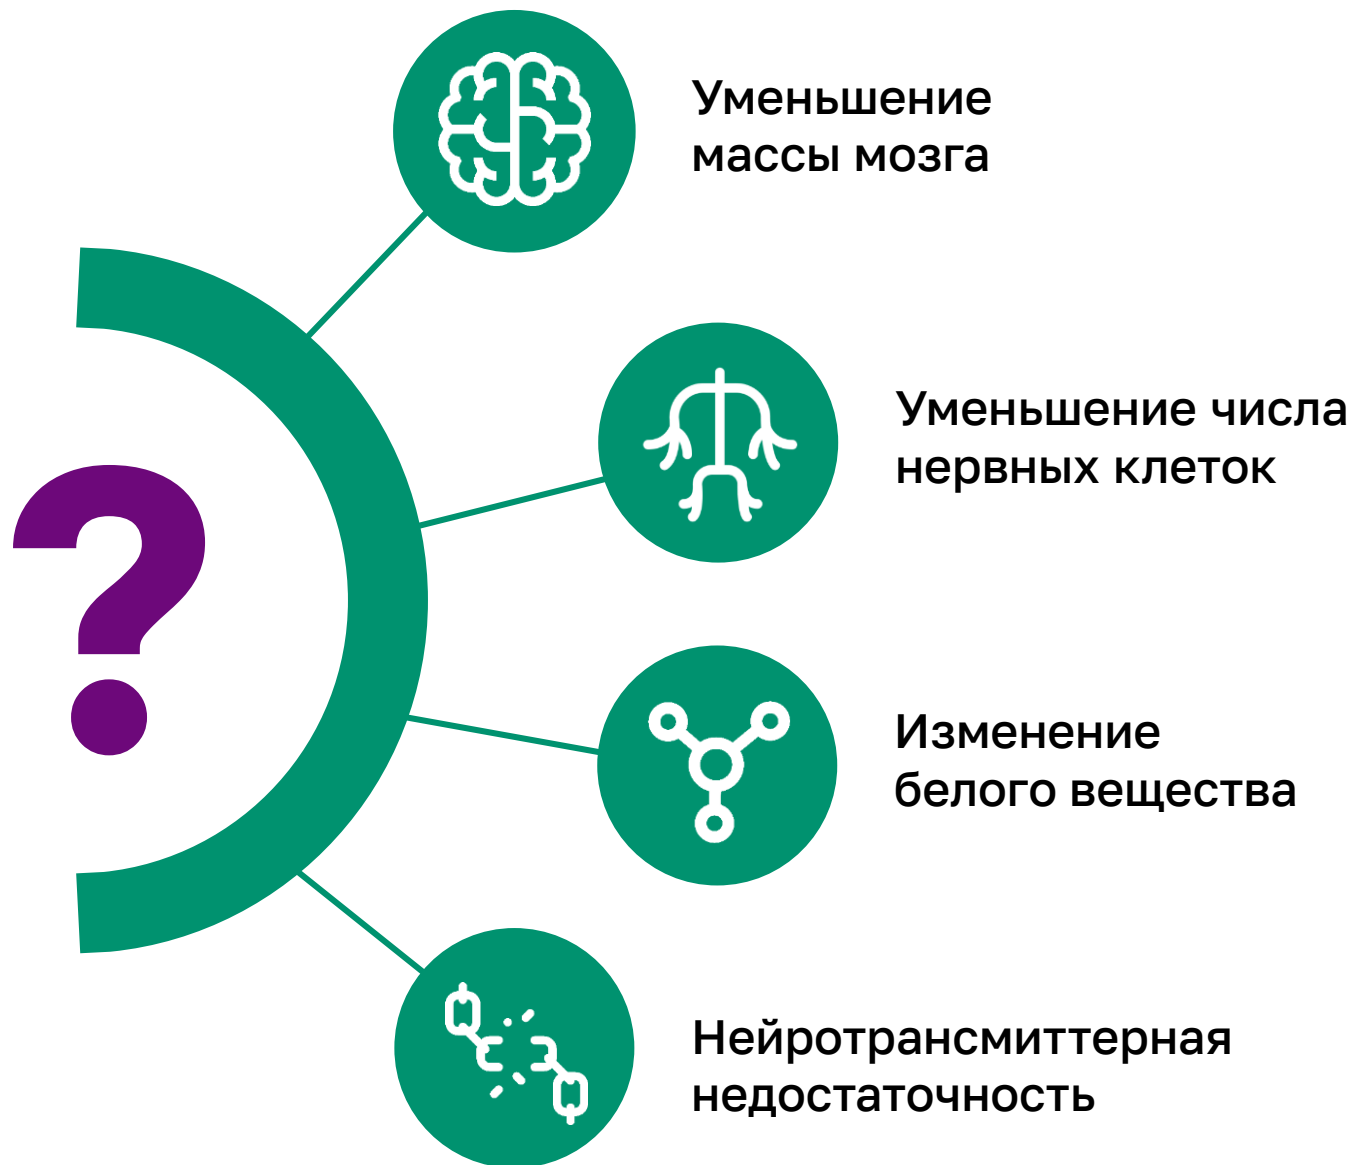 Уменьшение
массы мозга
Уменьшение числа
нервных клеток
?
Изменение
белого вещества
Нейротрансмиттерная
недостаточность